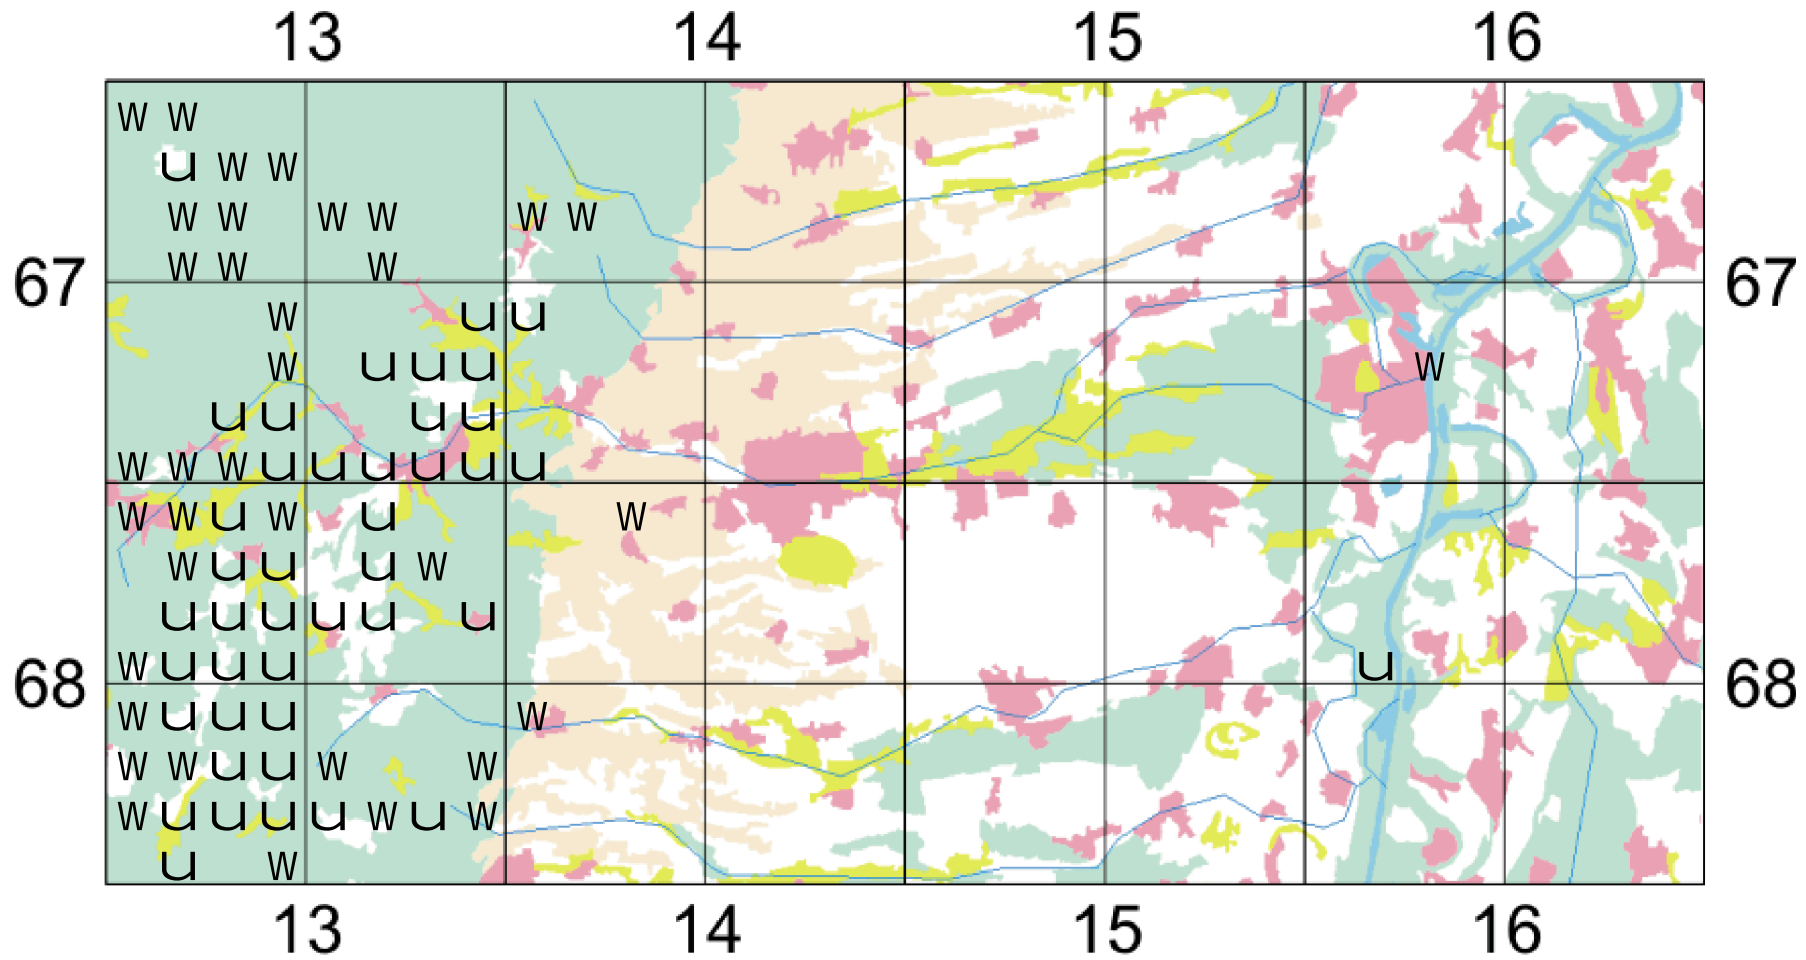 13 14 15 16
w w
u w w
w w w w w w
67 w w w 67
w u u
w u u u w
u u u u
w w w u u u u u u
w w u w u w
w u u u w
u u u u u u
w u u u u
68 68
w u u u w
w w u u w w
w u u u u w u w
u w
13 14 15 16